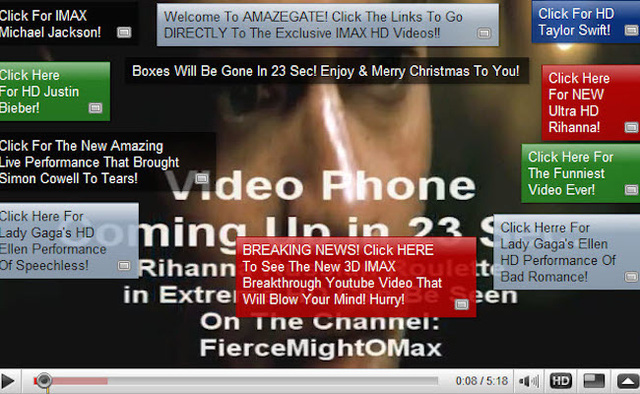 Click For IMAX
Michael Jackson!
Welcome To AMAZEGATE! Click The Links To Go
DIRECTLY To The Exclusive IMAX HD Videos!!
Click For HD
Taylor Swift!
Boxes Will Be Gone In 23 Sec! Enjoy & Merry Christmas To You!
Click Here
For HD Justin
Bieber!
Click Here
For NEW
Ultra HD
Rihanna!
Click For The New Amazing
Live Performance That Brought
Simon Cowell To Tears!
Click Here For
The Funniest
Video Ever!
Video Phone
Coming Up in 23 S
Click Here For
Lady Gaga's HD
Ellen Performance
Of Speechless!
BREAKING NEWS! Click HERE
To See The New 3D IMAX
Breakthrough Youtube Video That
Will Blow Your Mind! Hurry!
Click Herre For
Lady Gaga's Ellen
HD Performance Of
Bad Romance!
Rihann Roulette
in Extre Be Seen
On The Channel:
FierceMightOMax
0:08 / 5:18
HD